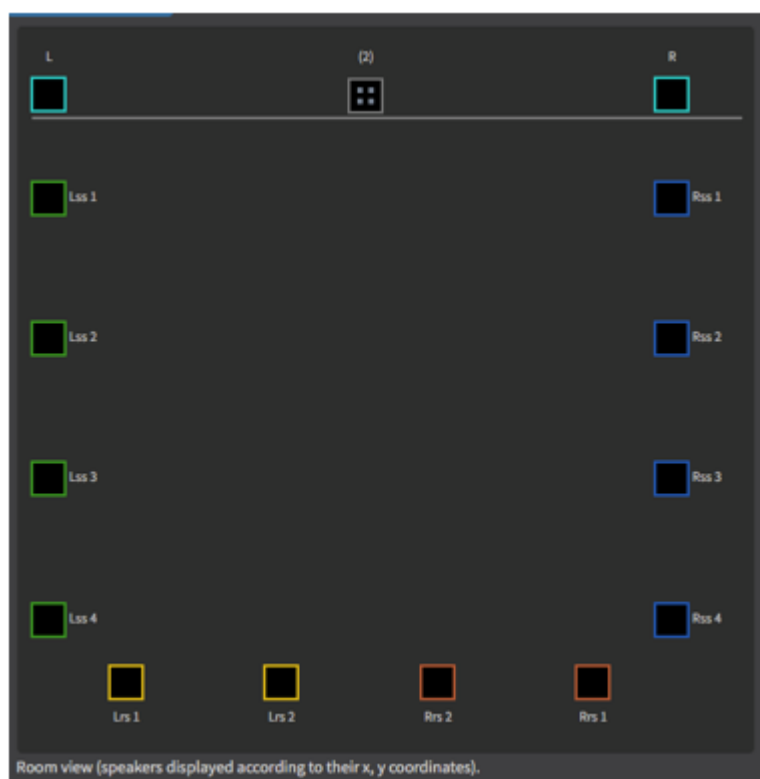 L (2) R
Lss 1 Rss 1
Lss 2 Rss 2
Lss 3 Rss 3
Lss 4 Rss 4
Lrs 1 Lrs 2 Rrs 2 Rrs 1
Room view (speakers displayed according to their x, y coordinates).